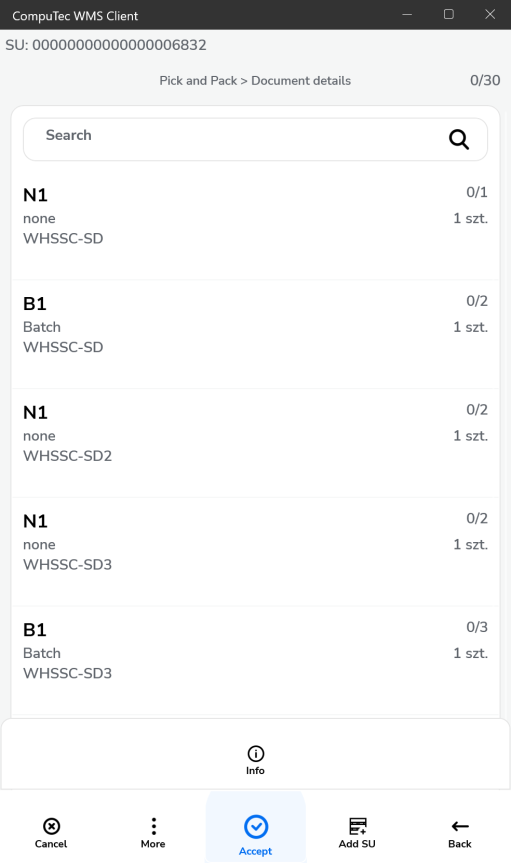 CompuTec WMS Client
SU: 00000000000000006832
Pick and Pack > Document details 0/30
Search
N1 0/1
none 1 szt.
WHSSC-SD
B1 0/2
Batch 1 szt.
WHSSC-SD
N1 0/2
none 1 szt.
WHSSC-SD2
N1 0/2
none 1 szt.
WHSSC-SD3
B1 0/3
Batch 1 szt.
WHSSC-SD3
Info
Cancel More Accept Add SU Back